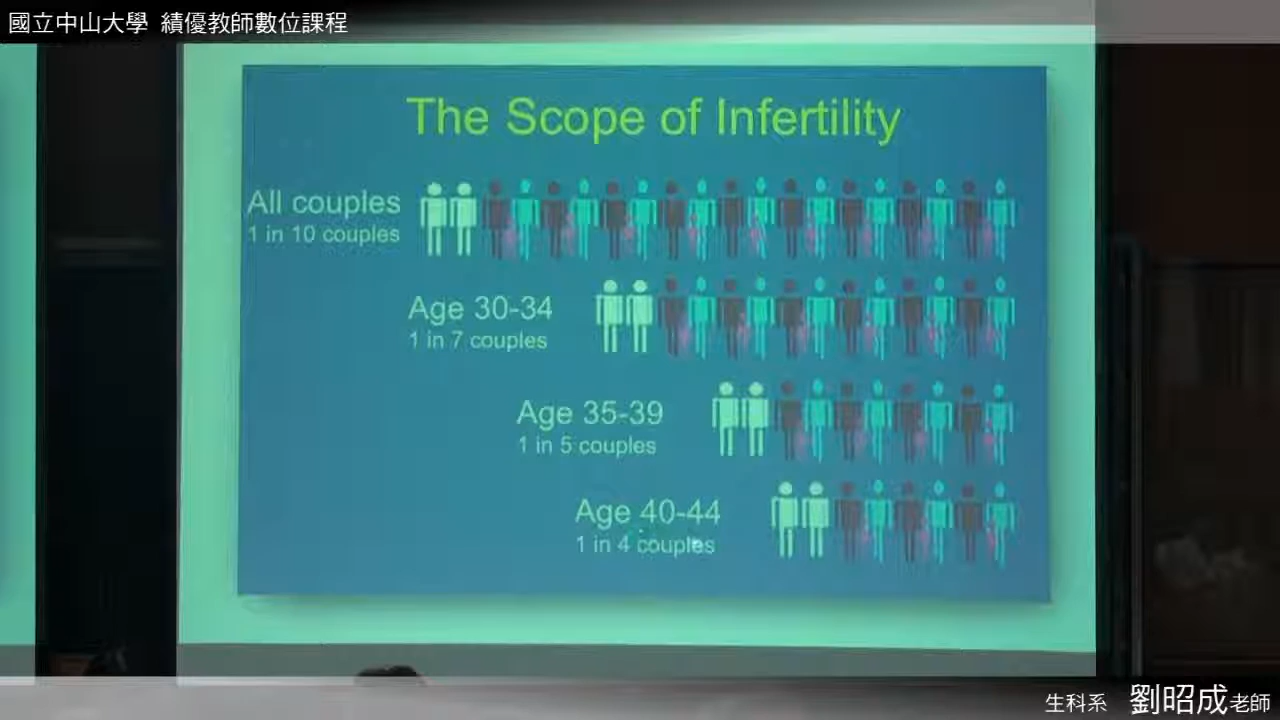 國立中山大學 績優教師數位課程
The Scope of Infertility
All couples
1 in 10 couples
Age 30-34
1 in 7 couples
Age 35-39
1 in 5 couples
Age 40-44
1 in 4 couples
生科系 劉昭成老師